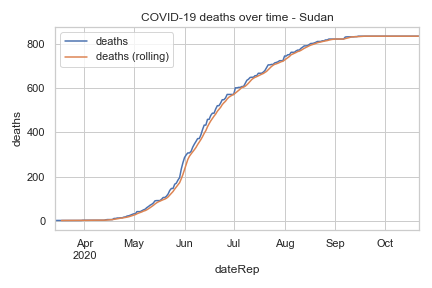 COVID-19 deaths over time - Sudan
deaths
deaths (rolling)
800
600
400
200
0
deaths
Apr
2020
May
Jun
Jul
Aug
Sep
Oct
dateRep